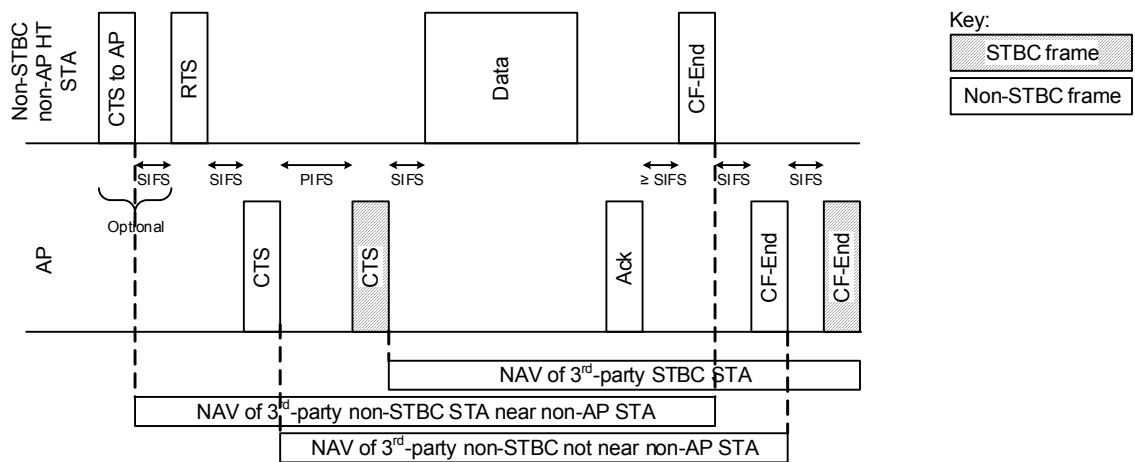 Non-STBC
non-AP HT
STA
CTS to AP
RTS
Data
CF-End
Key:
STBC frame
Non-STBC frame
SIFS
SIFS
PIFS
SIFS
≥ SIFS
SIFS
SIFS
Optional
AP
CTS
CTS
Ack
CF-End
CF-End
NAV of 3rd-party STBC STA
NAV of 3rd-party non-STBC STA near non-AP STA
NAV of 3rd-party non-STBC not near non-AP STA